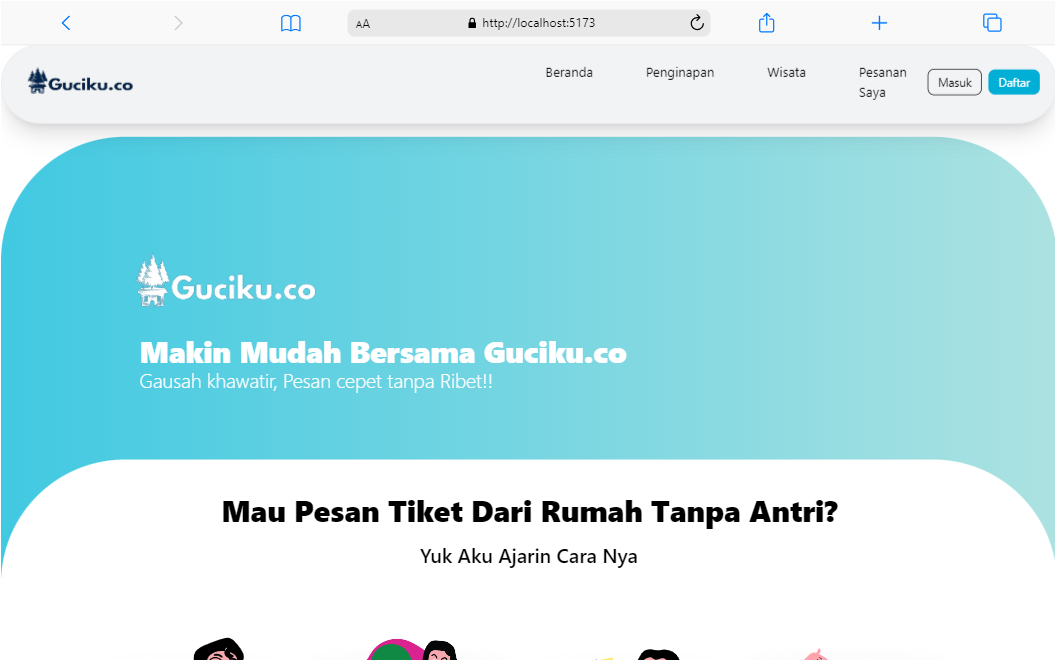 AA
http://localhost:5173
Guciku.co
Beranda
Penginapan
Wisata
Pesanan
Saya
Masuk
Daftar
Guciku.co
Makin Mudah Bersama Guciku.co
Gausah khawatir, Pesan cepet tanpa Ribet!!
Mau Pesan Tiket Dari Rumah Tanpa Antri?
Yuk Aku Ajarin Cara Nya